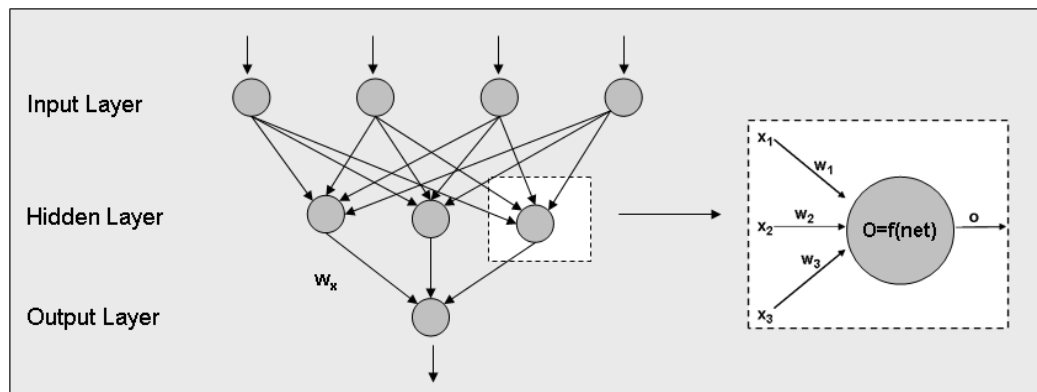 Input Layer
Hidden Layer
Output Layer
wₓ
x₁
w₁
x₂
w₂
O=f(net)
o
w₃
x₃